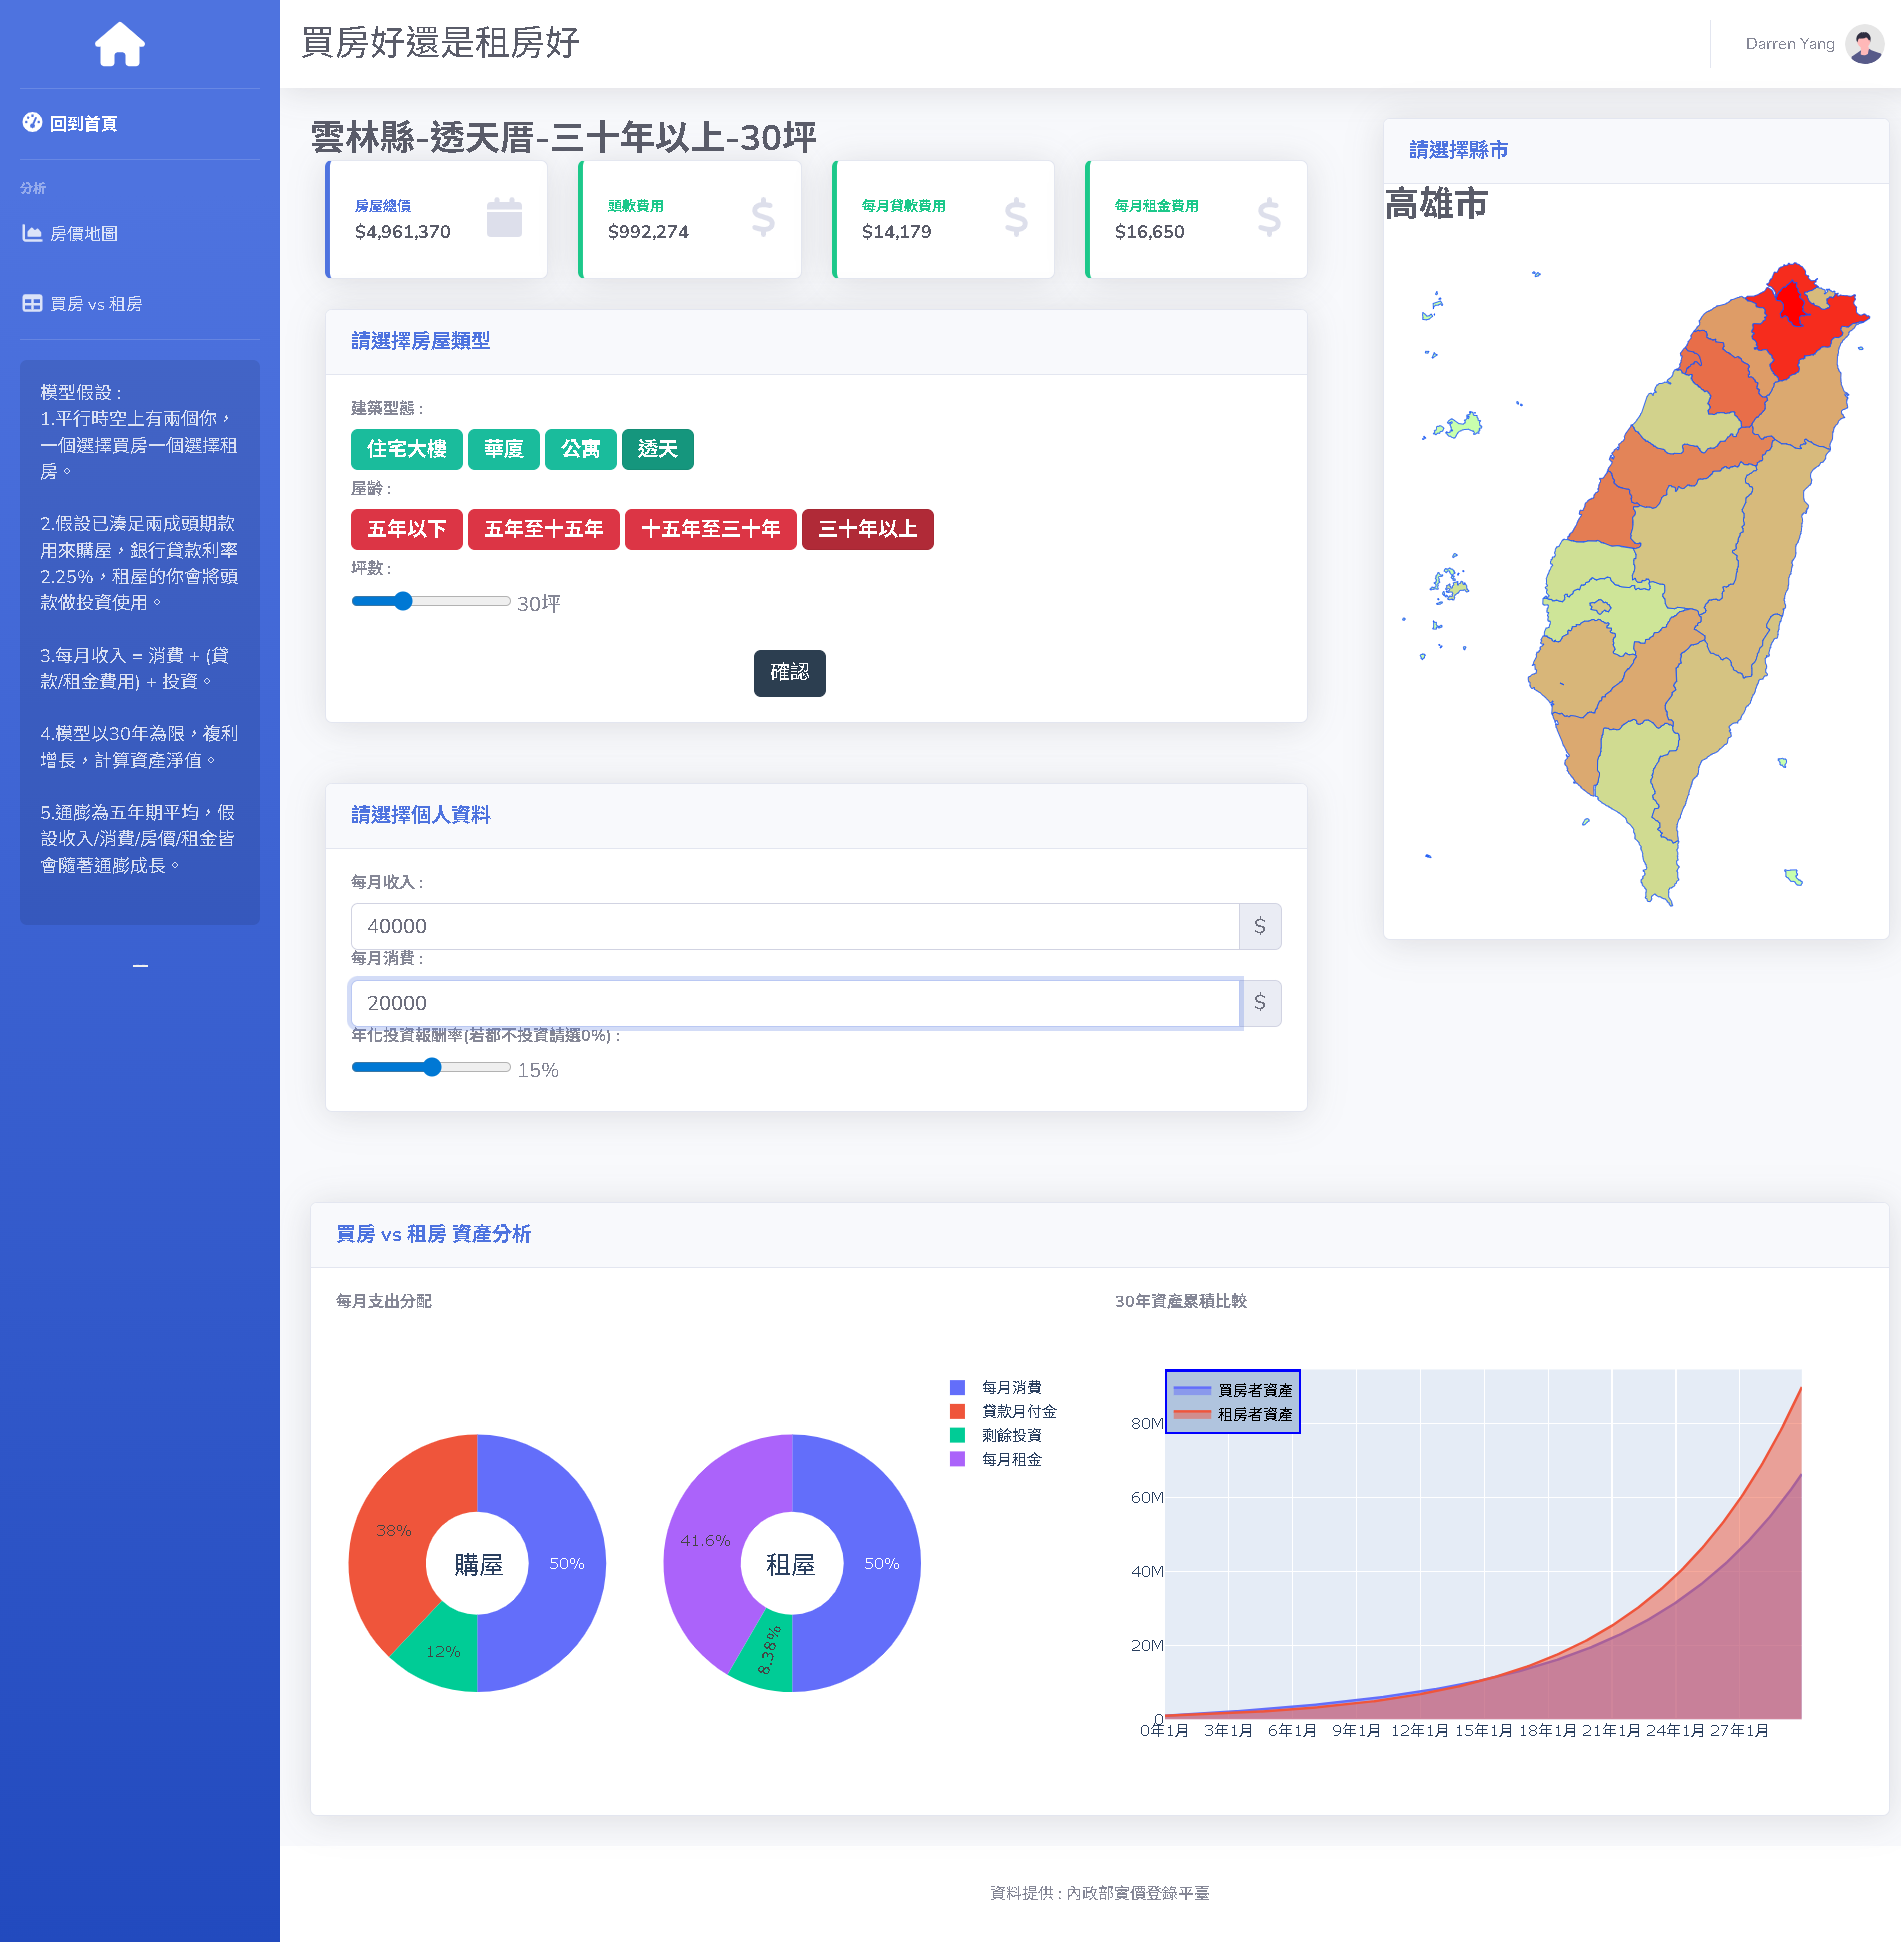 買房好還是租房好
Darren Yang
回到首頁
分析
房價地圖
買房 vs 租房
模型假設 :
1.平行時空上有兩個你，
一個選擇買房一個選擇租
房。
2.假設已湊足兩成頭期款
用來購屋，銀行貸款利率
2.25%，租屋的你會將頭
款做投資使用。
3.每月收入 = 消費 + (貸
款/租金費用) + 投資。
4.模型以30年為限，複利
增長，計算資產淨值。
5.通膨為五年期平均，假
設收入/消費/房價/租金皆
會隨著通膨成長。
雲林縣-透天厝-三十年以上-30坪
房屋總價
$4,961,370
頭款費用
$992,274
每月貸款費用
$14,179
每月租金費用
$16,650
請選擇房屋類型
建築型態 :
住宅大樓 華廈 公寓 透天
屋齡 :
五年以下 五年至十五年 十五年至三十年 三十年以上
坪數 :
30坪
確認
請選擇個人資料
每月收入 :
40000 $
每月消費 :
20000 $
年化投資報酬率(若都不投資請選0%) :
15%
請選擇縣市
高雄市
買房 vs 租房 資產分析
每月支出分配
每月消費
貸款月付金
剩餘投資
每月租金
38%
購屋
50%
12%
41.6%
租屋
50%
8.38%
30年資產累積比較
買房者資產
租房者資產
80M
60M
40M
20M
0
0年1月 3年1月 6年1月 9年1月 12年1月 15年1月 18年1月 21年1月 24年1月 27年1月
資料提供 : 內政部實價登錄平臺